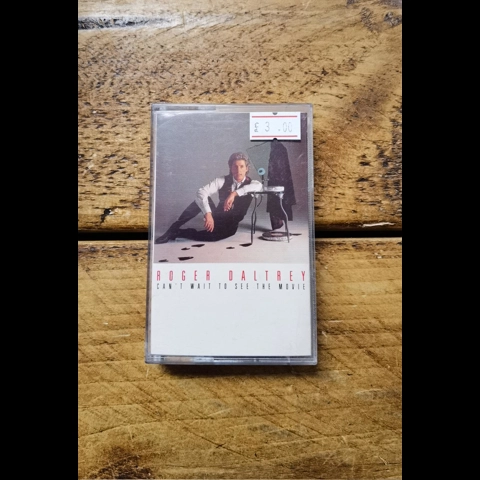 £3.00
ROGER DALTREY
CAN'T WAIT TO SEE THE MOVIE